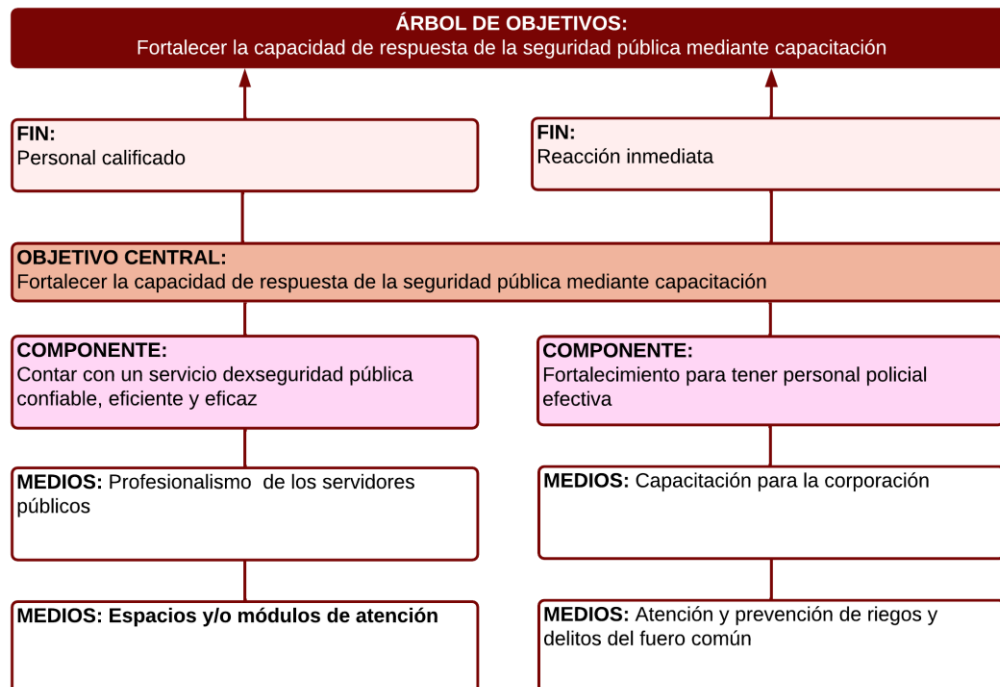 ÁRBOL DE OBJETIVOS:
Fortalecer la capacidad de respuesta de la seguridad pública mediante capacitación
FIN:
Personal calificado
FIN:
Reacción inmediata
OBJETIVO CENTRAL:
Fortalecer la capacidad de respuesta de la seguridad pública mediante capacitación
COMPONENTE:
Contar con un servicio dexseguridad pública
confiable, eficiente y eficaz
COMPONENTE:
Fortalecimiento para tener personal policial
efectiva
MEDIOS: Profesionalismo de los servidores
públicos
MEDIOS: Capacitación para la corporación
MEDIOS: Espacios y/o módulos de atención
MEDIOS: Atención y prevención de riegos y
delitos del fuero común